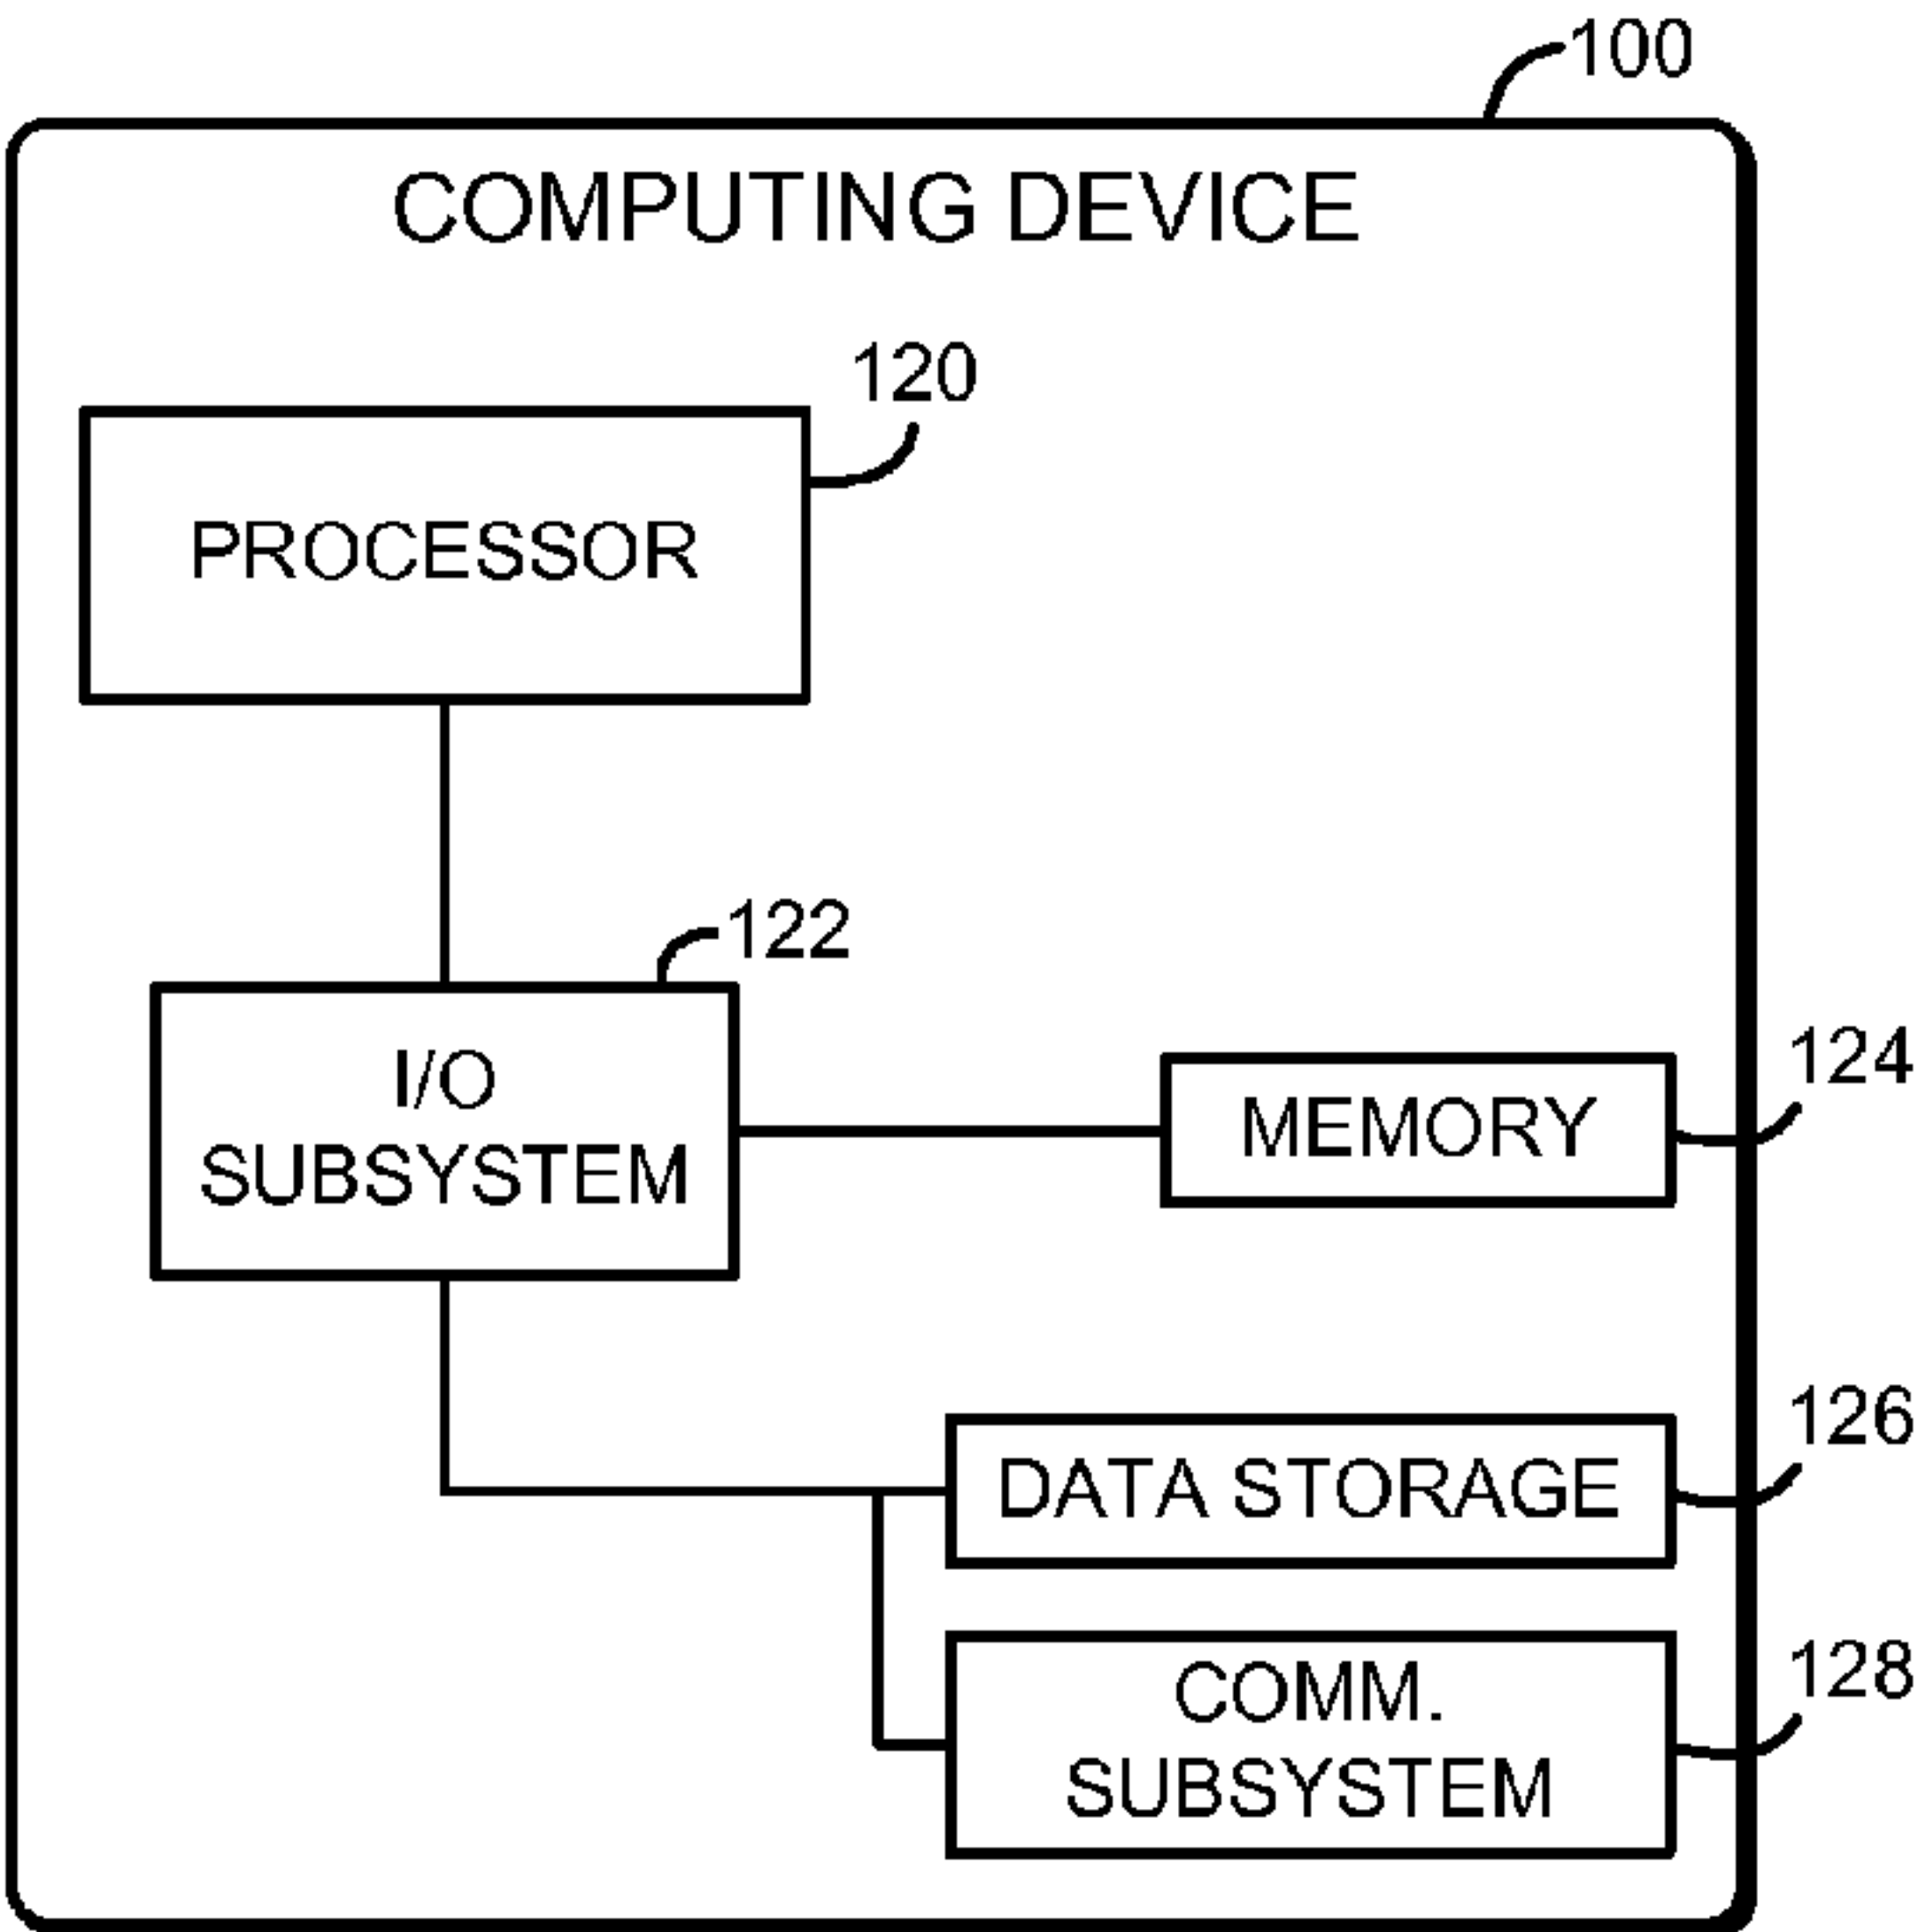 100
COMPUTING DEVICE
120
PROCESSOR
122
I/O
SUBSYSTEM
124
MEMORY
126
DATA STORAGE
128
COMM.
SUBSYSTEM